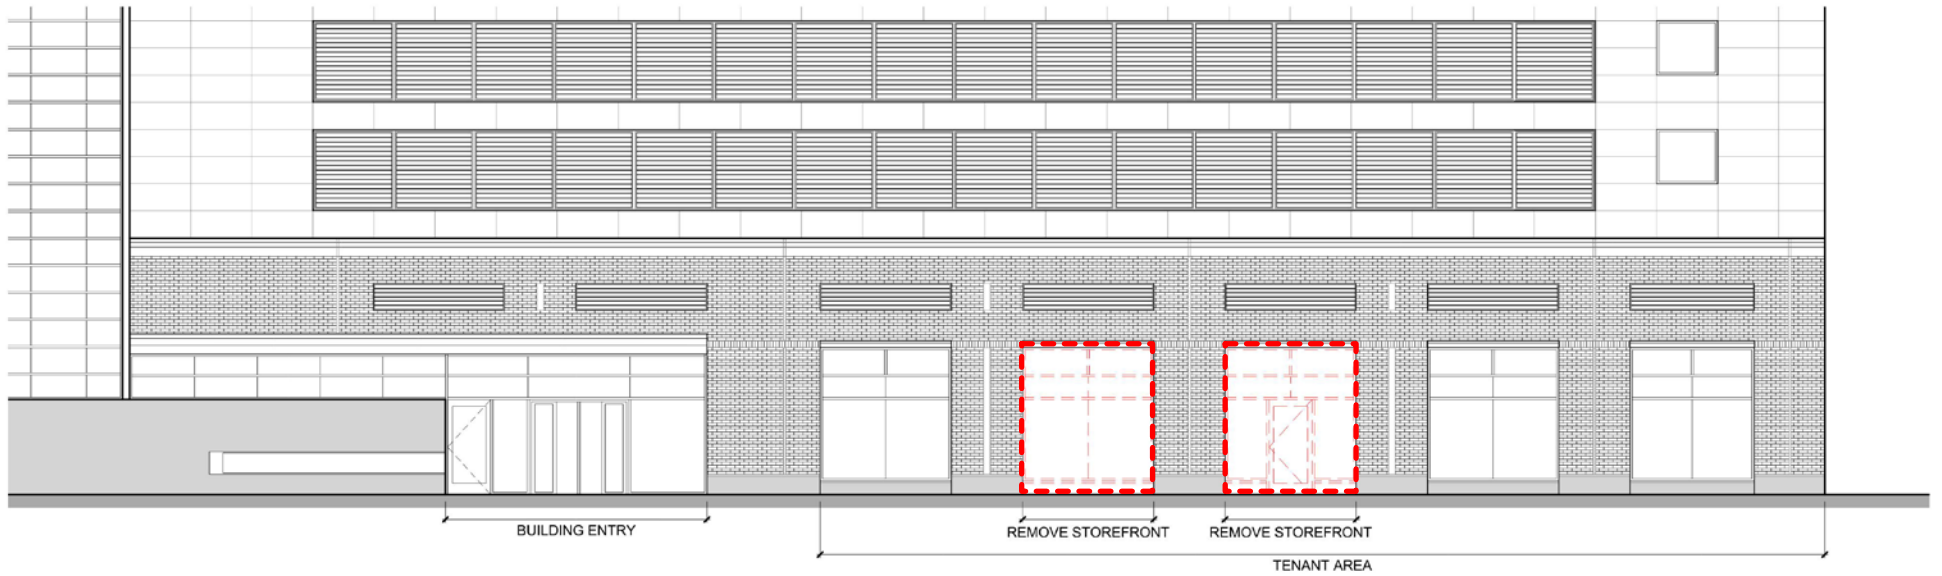 BUILDING ENTRY
REMOVE STOREFRONT
REMOVE STOREFRONT
TENANT AREA